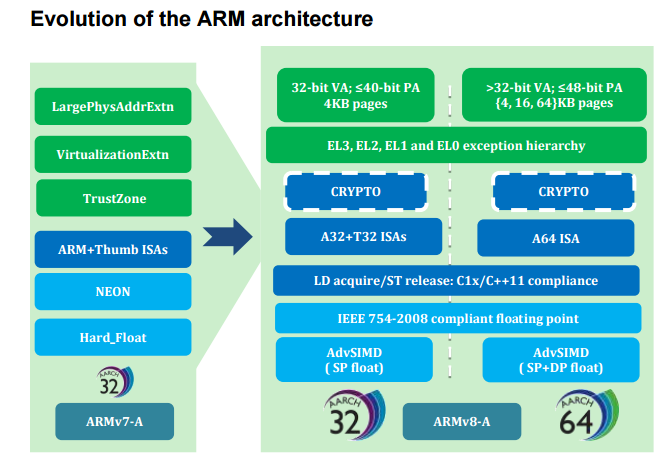 Evolution of the ARM architecture
LargePhysAddrExtn
VirtualizationExtn
TrustZone
ARM+Thumb ISAs
NEON
Hard_Float
AARCH
32
ARMv7-A
32-bit VA; ≤40-bit PA
4KB pages
>32-bit VA; ≤48-bit PA
{4, 16, 64}KB pages
EL3, EL2, EL1 and EL0 exception hierarchy
CRYPTO
CRYPTO
A32+T32 ISAs
A64 ISA
LD acquire/ST release: C1x/C++11 compliance
IEEE 754-2008 compliant floating point
AdvSIMD
( SP float)
AdvSIMD
( SP+DP float)
AARCH
32
ARMv8-A
AARCH
64